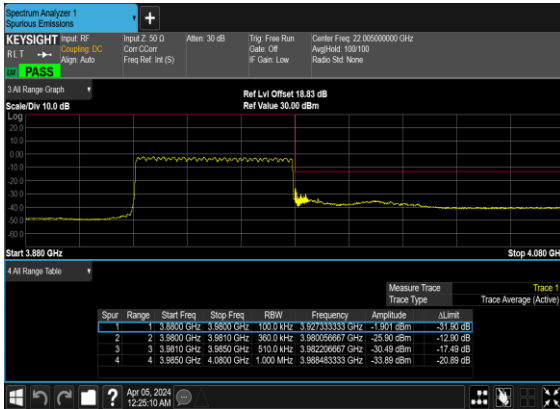 Spectrum Analyzer 1
Spurious Emissions
+
KEYSIGHT Input: RF Input Z: 50 Ω Atten: 30 dB Trig: Free Run Center Freq: 22.005000000 GHz
RLT Coupling: DC Corr CCorr Gate: Off Avg|Hold: 100/100
Align: Auto Freq Ref: Int (S) IF Gain: Low Radio Std: None
PASS
3 All Range Graph
Scale/Div 10.0 dB Ref Lvl Offset 18.83 dB
Ref Value 30.00 dBm
Log
20.0
10.0
0.00
-10.0
-20.0
-30.0
-40.0
-50.0
-60.0
Start 3.880 GHz Stop 4.080 GH
4 All Range Table
Measure Trace Trace 1
Trace Type Trace Average (Active)
Spur Range Start Freq Stop Freq RBW Frequency Amplitude ΔLimit
1 1 3.8800 GHz 3.9800 GHz 100.0 kHz 3.927333333 GHz -1.901 dBm -31.90 dB
2 2 3.9800 GHz 3.9810 GHz 360.0 kHz 3.980056667 GHz -25.90 dBm -12.90 dB
3 3 3.9810 GHz 3.9850 GHz 510.0 kHz 3.982206667 GHz -30.49 dBm -17.49 dB
4 4 3.9850 GHz 4.0800 GHz 1.000 MHz 3.988483333 GHz -33.89 dBm -20.89 dB
? Apr 05, 2024
12:25:10 AM